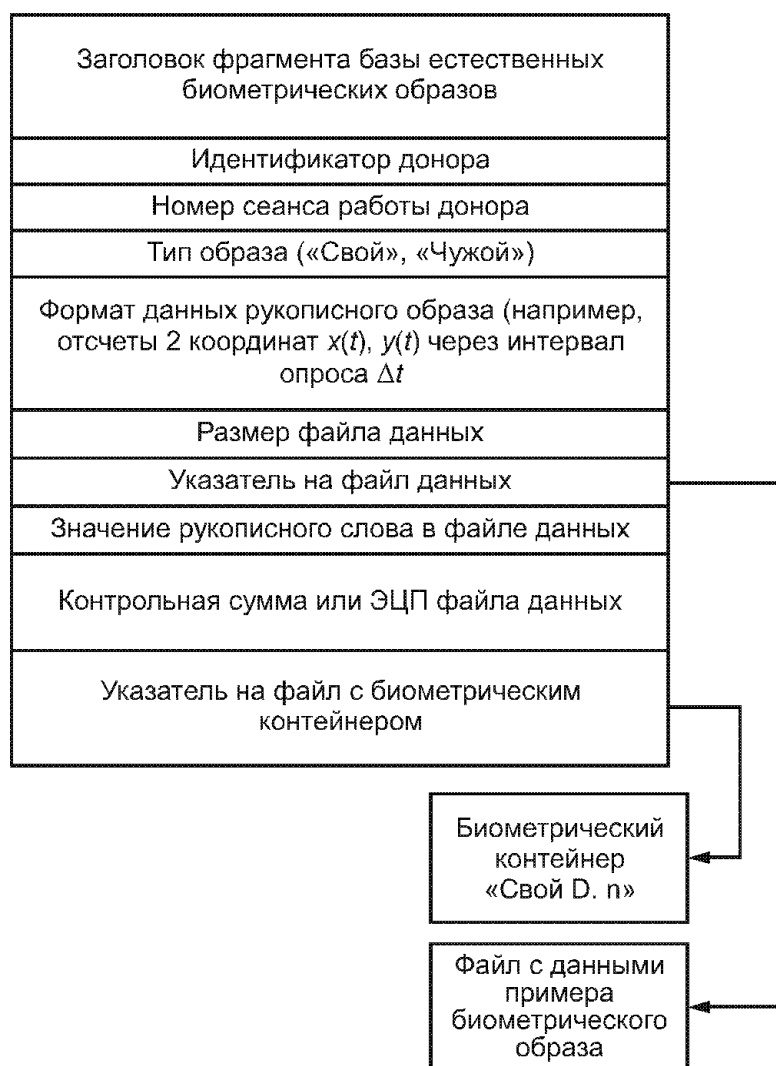 Заголовок фрагмента базы естественных
биометрических образов
Идентификатор донора
Номер сеанса работы донора
Тип образа («Свой», «Чужой»)
Формат данных рукописного образа (например,
отсчеты 2 координат x(t), y(t) через интервал
опроса Δt
Размер файла данных
Указатель на файл данных
Значение рукописного слова в файле данных
Контрольная сумма или ЭЦП файла данных
Указатель на файл с биометрическим
контейнером
Биометрический
контейнер
«Свой D. n»
Файл с данными
примера
биометрического
образа